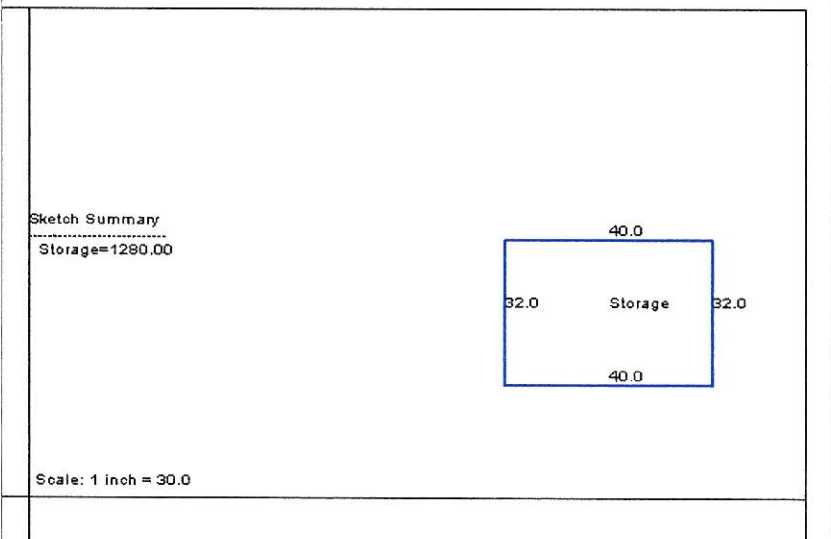 Sketch Summary
Storage=1280.00
40.0
32.0 Storage 32.0
40.0
Scale: 1 inch = 30.0